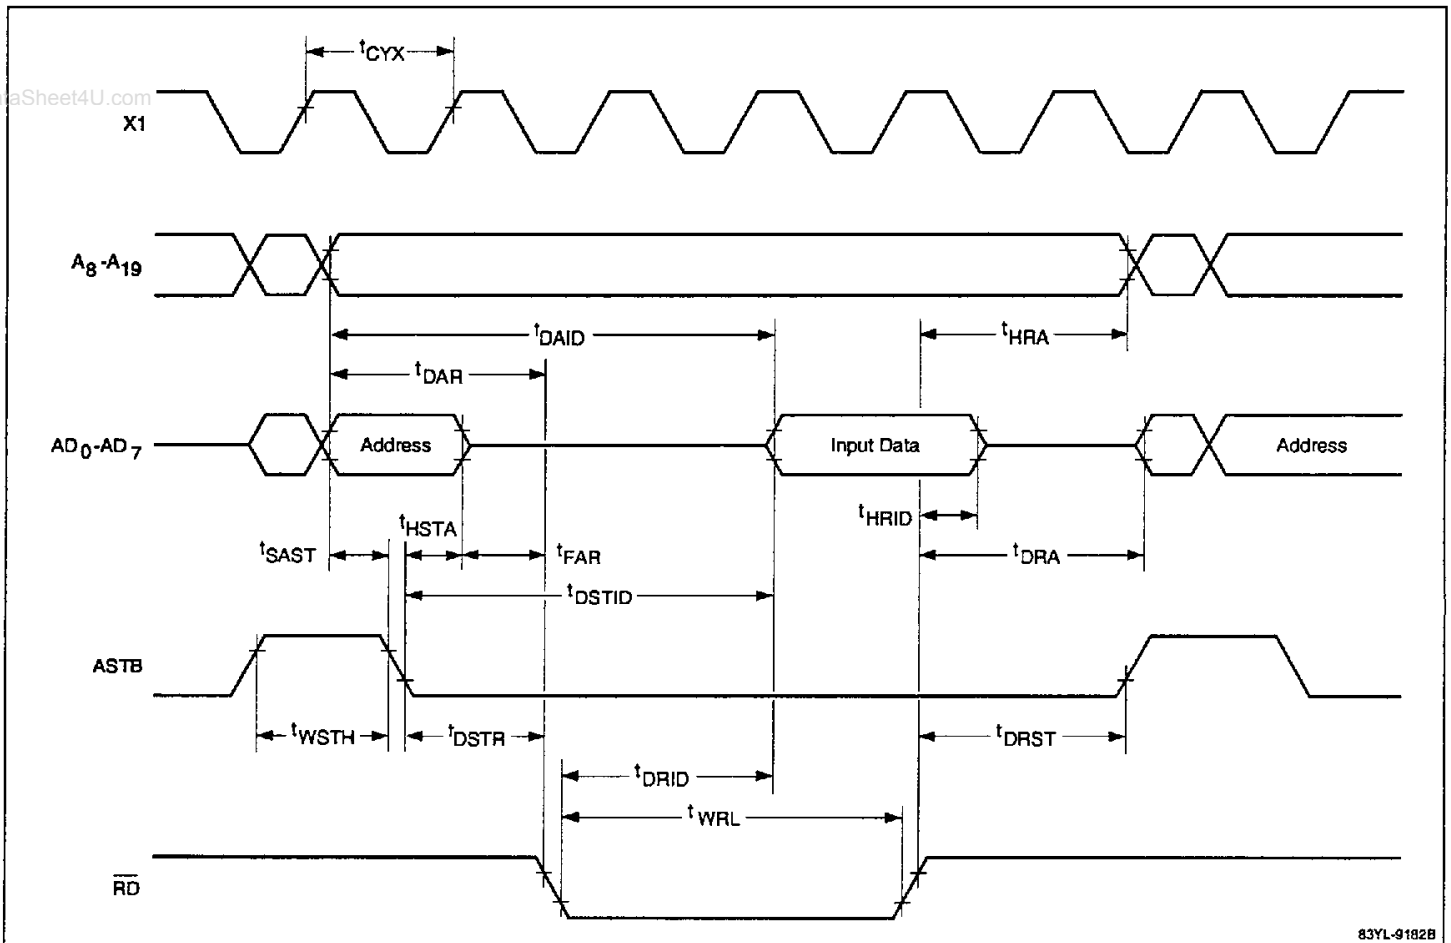 tCYX
ataSheet4U.com
X1
A8-A19
tDAID
tHRA
tDAR
AD0-AD7
Address
Input Data
Address
tHRID
tHSTA
tSAST
tFAR
tDRA
tDSTID
ASTB
tWSTH
tDSTR
tDRST
tDRID
tWRL
RD
83YL-9182B